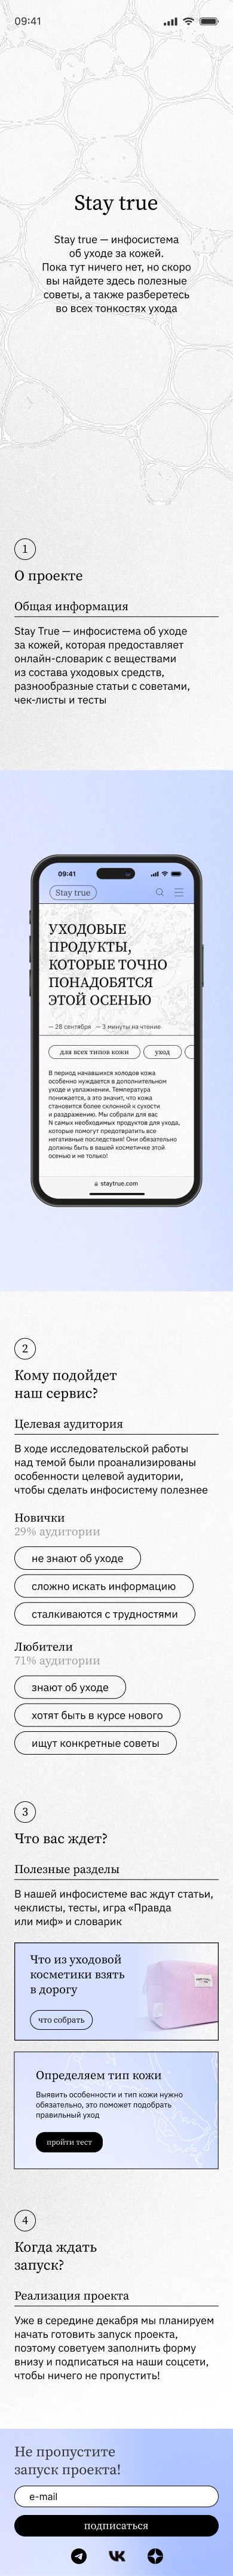 09:41
Stay true
Stay true — инфосистема
об уходе за кожей.
Пока тут ничего нет, но скоро
вы найдете здесь полезные
советы, а также разберетесь
во всех тонкостях ухода
1
О проекте
Общая информация
Stay True — инфосистема об уходе
за кожей, которая предоставляет
онлайн-словарик с веществами
из состава уходовых средств,
разнообразные статьи с советами,
чек-листы и тесты
09:41
Stay true
УХОДОВЫЕ
ПРОДУКТЫ,
КОТОРЫЕ ТОЧНО
ПОНАДОБЯТСЯ
ЭТОЙ ОСЕНЬЮ
— 28 сентября — 3 минуты на чтение
для всех типов кожи уход
В период начавшихся холодов кожа
особенно нуждается в дополнительном
уходе и увлажнении. Температура
понижается, а это значит, что кожа
становится более склонной к сухости
и раздражению. Мы собрали для вас
N самых необходимых продуктов для ухода,
которые помогут предотвратить все
негативные последствия! Они обязательно
должны быть в вашей косметичке этой
осенью и не только!
staytrue.com
2
Кому подойдет
наш сервис?
Целевая аудитория
В ходе исследовательской работы
над темой были проанализированы
особенности целевой аудитории,
чтобы сделать инфосистему полезнее
Новички
29% аудитории
не знают об уходе
сложно искать информацию
сталкиваются с трудностями
Любители
71% аудитории
знают об уходе
хотят быть в курсе нового
ищут конкретные советы
3
Что вас ждет?
Полезные разделы
В нашей инфосистеме вас ждут статьи,
чеклисты, тесты, игра «Правда
или миф» и словарик
Что из уходовой
косметики взять
в дорогу
что собрать
Определяем тип кожи
Выявить особенности и тип кожи нужно
обязательно, это поможет подобрать
правильный уход
пройти тест
4
Когда ждать
запуск?
Реализация проекта
Уже в середине декабря мы планируем
начать готовить запуск проекта,
поэтому советуем заполнить форму
внизу и подписаться на наши соцсети,
чтобы ничего не пропустить!
Не пропустите
запуск проекта!
e-mail
подписаться